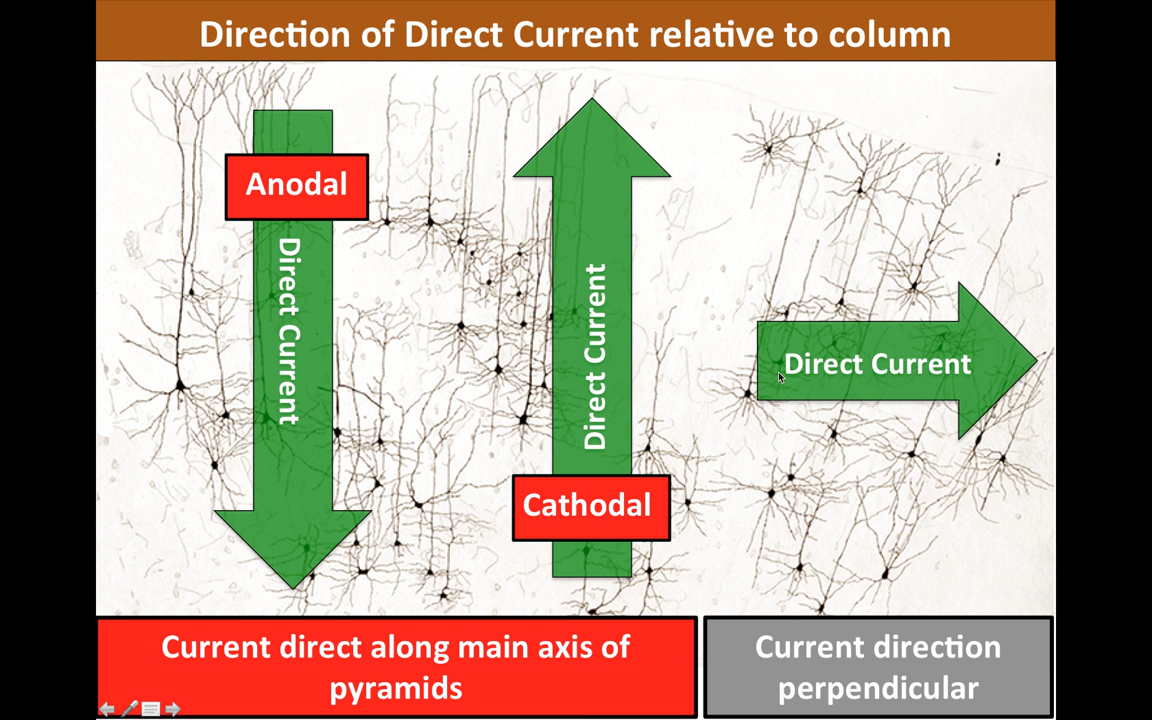 Direction of Direct Current relative to column
Anodal
Direct Current
Direct Current
Cathodal
Direct Current
Current direct along main axis of
pyramids
Current direction
perpendicular